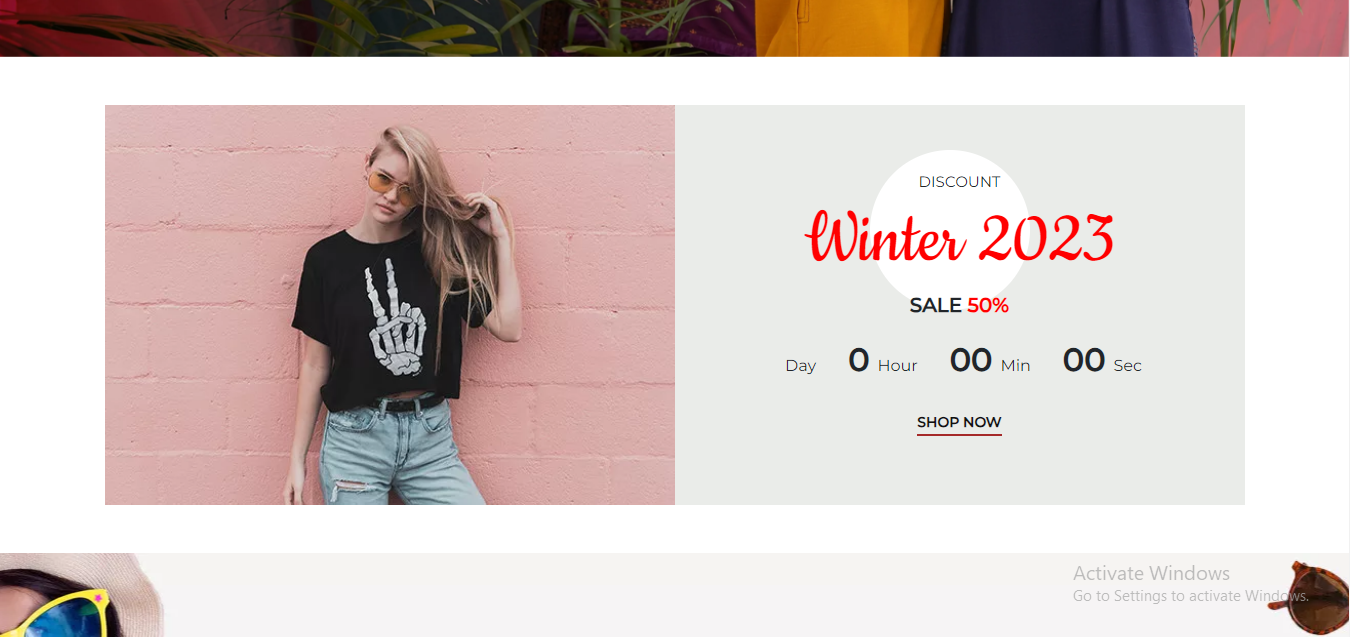 DISCOUNT
Winter 2023
SALE 50%
Day 0 Hour 00 Min 00 Sec
SHOP NOW
Activate Windows
Go to Settings to activate Windows.